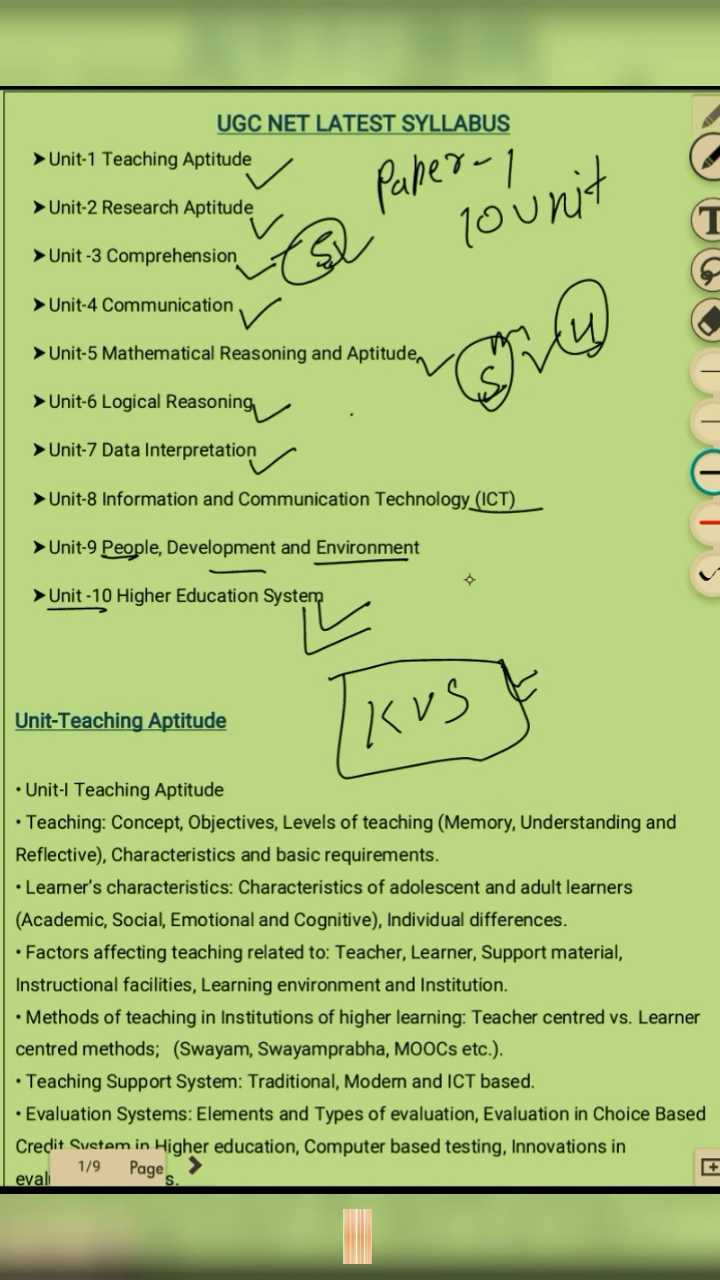 UGC NET LATEST SYLLABUS
➤Unit-1 Teaching Aptitude
Paper-1
➤Unit-2 Research Aptitude
10 Unit
➤Unit -3 Comprehension
5
➤Unit-4 Communication
➤Unit-5 Mathematical Reasoning and Aptitude
➤Unit-6 Logical Reasoning
➤Unit-7 Data Interpretation
➤Unit-8 Information and Communication Technology (ICT)
➤Unit-9 People, Development and Environment
➤Unit -10 Higher Education System
KVS
Unit-Teaching Aptitude
• Unit-I Teaching Aptitude
• Teaching: Concept, Objectives, Levels of teaching (Memory, Understanding and
Reflective), Characteristics and basic requirements.
• Learner's characteristics: Characteristics of adolescent and adult learners
(Academic, Social, Emotional and Cognitive), Individual differences.
• Factors affecting teaching related to: Teacher, Learner, Support material,
Instructional facilities, Learning environment and Institution.
• Methods of teaching in Institutions of higher learning: Teacher centred vs. Learner
centred methods; (Swayam, Swayamprabha, MOOCs etc.).
• Teaching Support System: Traditional, Modern and ICT based.
• Evaluation Systems: Elements and Types of evaluation, Evaluation in Choice Based
Credit System in Higher education, Computer based testing, Innovations in
1/9 Page
T